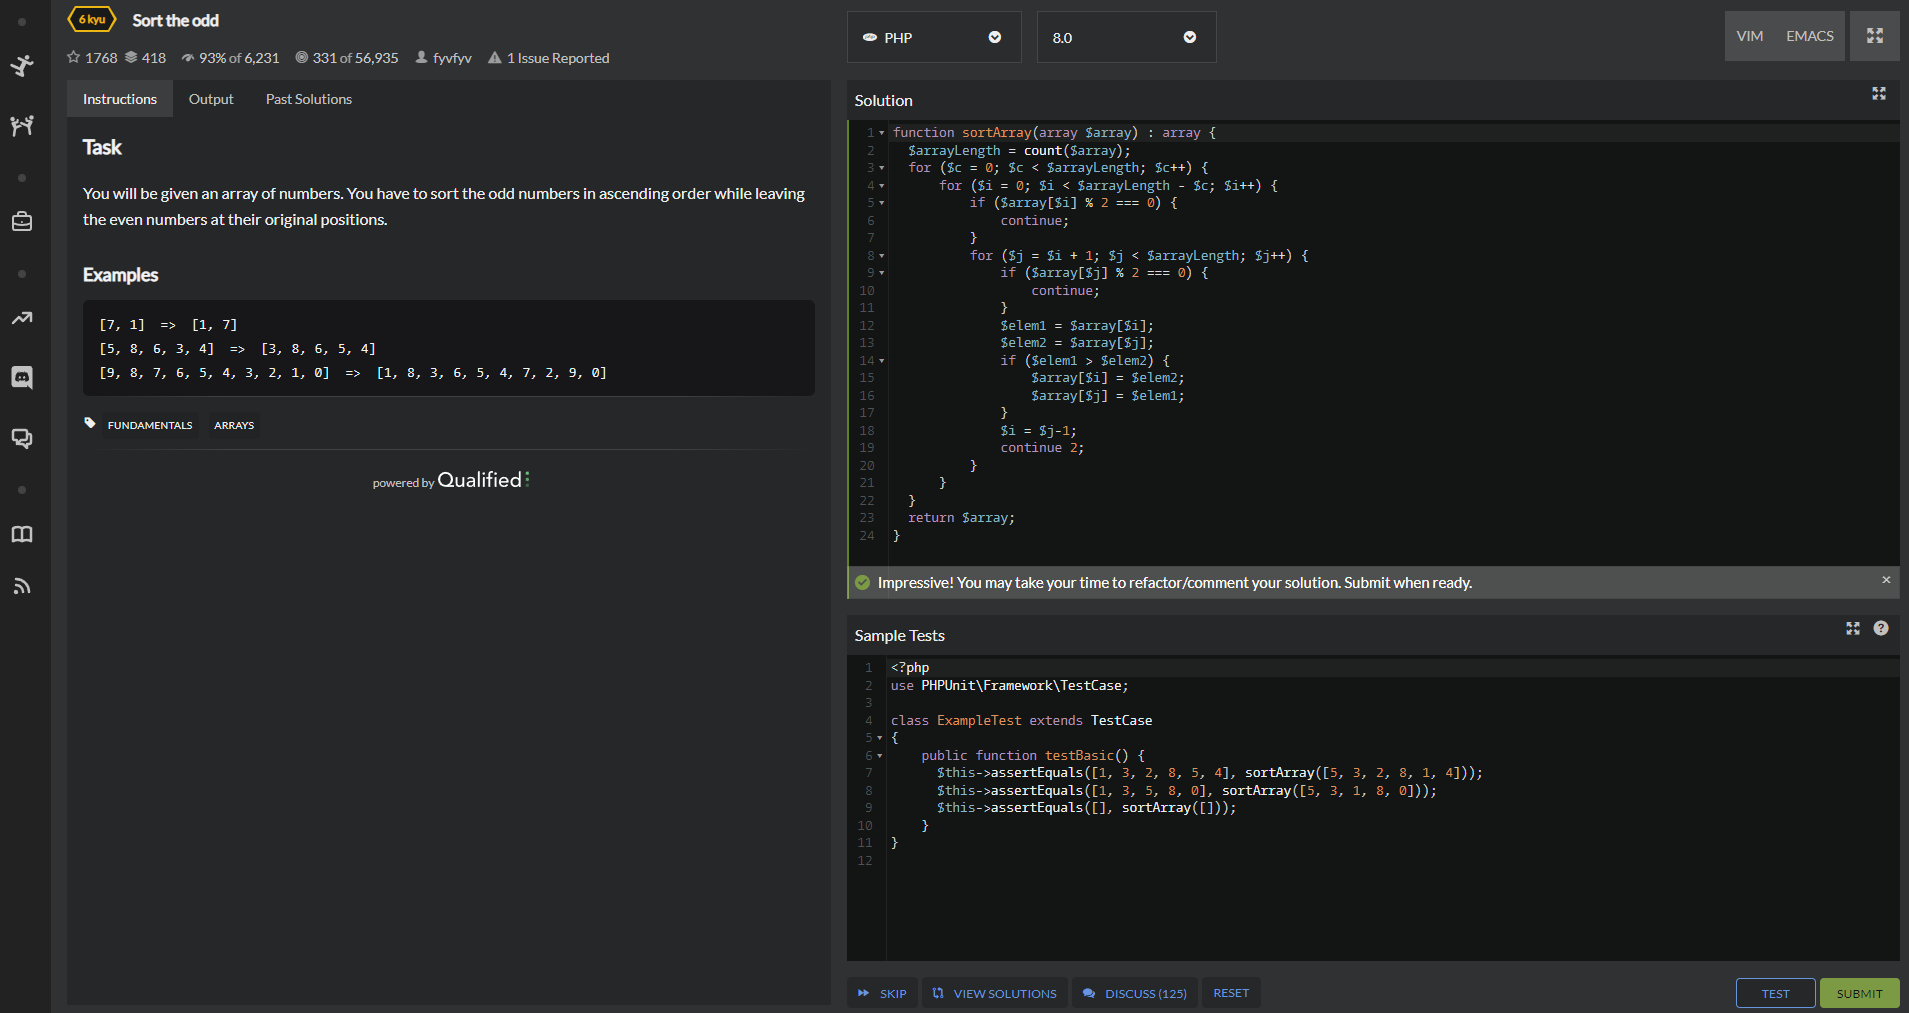 6 kyu
Sort the odd
1768 418 93% of 6,231 331 of 56,935 fyvfyv 1 Issue Reported
Instructions Output Past Solutions
Task
You will be given an array of numbers. You have to sort the odd numbers in ascending order while leaving
the even numbers at their original positions.
Examples
[7, 1]  =>  [1, 7]
[5, 8, 6, 3, 4]  =>  [3, 8, 6, 5, 4]
[9, 8, 7, 6, 5, 4, 3, 2, 1, 0]  =>  [1, 8, 3, 6, 5, 4, 7, 2, 9, 0]
FUNDAMENTALS ARRAYS
powered by Qualified
PHP 8.0 VIM EMACS
Solution
1 function sortArray(array $array) : array {
2   $arrayLength = count($array);
3   for ($c = 0; $c < $arrayLength; $c++) {
4       for ($i = 0; $i < $arrayLength - $c; $i++) {
5           if ($array[$i] % 2 === 0) {
6               continue;
7           }
8           for ($j = $i + 1; $j < $arrayLength; $j++) {
9               if ($array[$j] % 2 === 0) {
10                   continue;
11               }
12               $elem1 = $array[$i];
13               $elem2 = $array[$j];
14               if ($elem1 > $elem2) {
15                   $array[$i] = $elem2;
16                   $array[$j] = $elem1;
17               }
18               $i = $j-1;
19               continue 2;
20           }
21       }
22   }
23   return $array;
24 }
Impressive! You may take your time to refactor/comment your solution. Submit when ready.
Sample Tests
1 <?php
2 use PHPUnit\Framework\TestCase;
3
4 class ExampleTest extends TestCase
5 {
6     public function testBasic() {
7       $this->assertEquals([1, 3, 2, 8, 5, 4], sortArray([5, 3, 2, 8, 1, 4]));
8       $this->assertEquals([1, 3, 5, 8, 0], sortArray([5, 3, 1, 8, 0]));
9       $this->assertEquals([], sortArray([]));
10     }
11 }
12
SKIP VIEW SOLUTIONS DISCUSS (125) RESET TEST SUBMIT